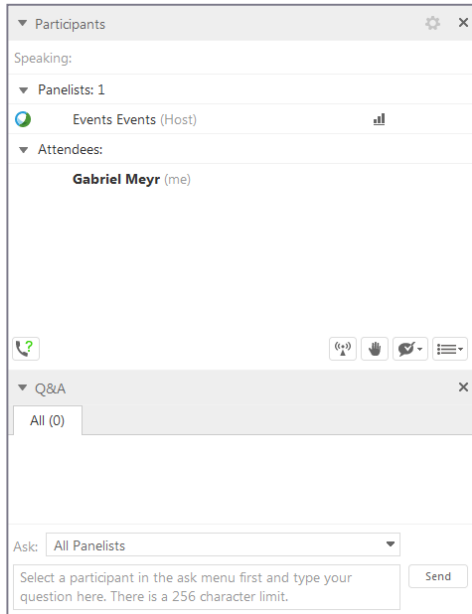 Participants
Speaking:
Panelists: 1
Events Events (Host)
Attendees:
Gabriel Meyr (me)
?
Q&A
All (0)
Ask: All Panelists
Select a participant in the ask menu first and type your
question here. There is a 256 character limit.
Send